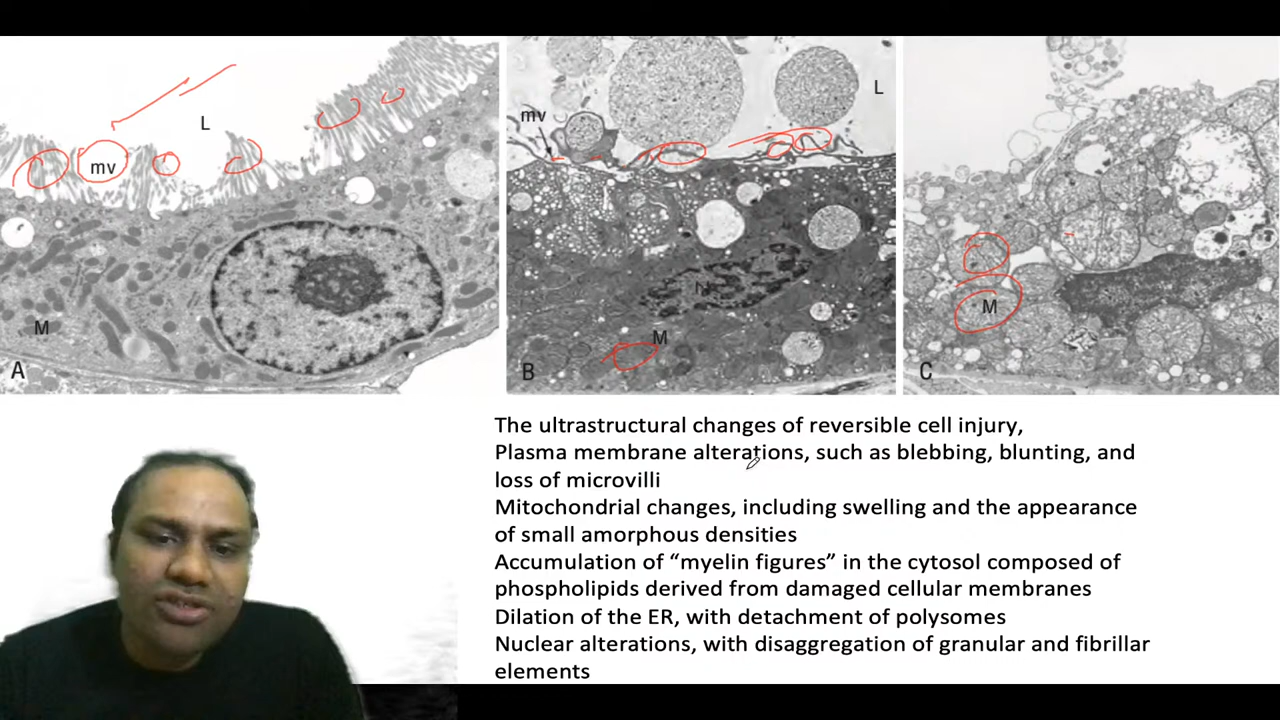 L
mv
M
A
mv
L
N
M
B
M
C
The ultrastructural changes of reversible cell injury,
Plasma membrane alterations, such as blebbing, blunting, and
loss of microvilli
Mitochondrial changes, including swelling and the appearance
of small amorphous densities
Accumulation of “myelin figures” in the cytosol composed of
phospholipids derived from damaged cellular membranes
Dilation of the ER, with detachment of polysomes
Nuclear alterations, with disaggregation of granular and fibrillar
elements